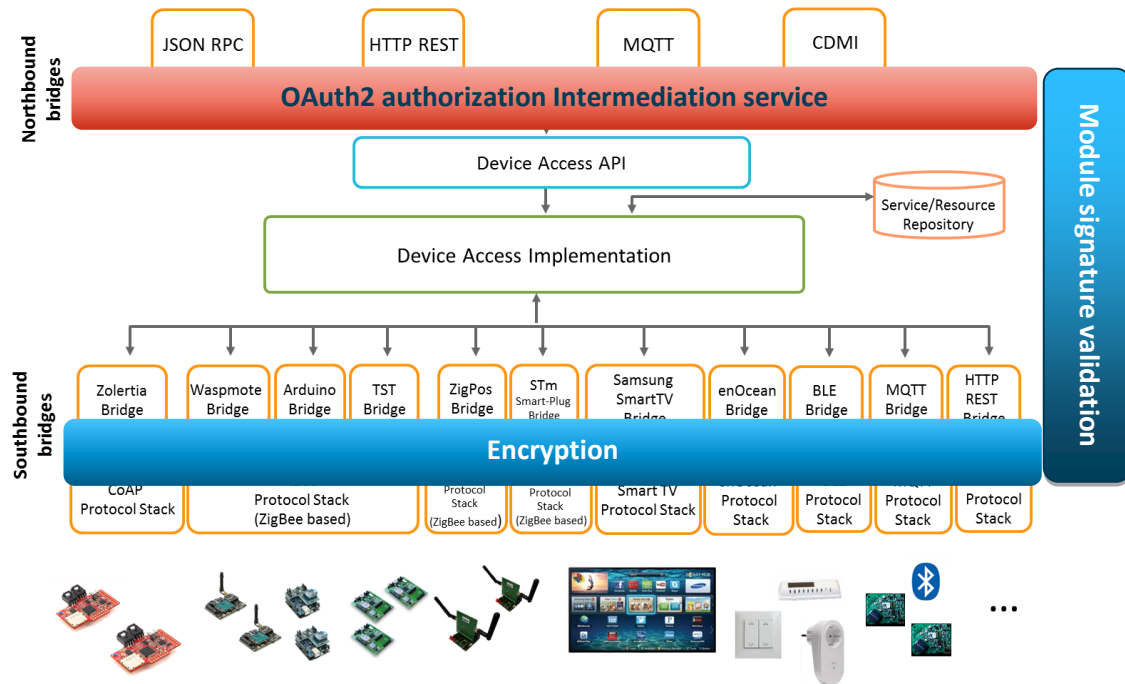 JSON RPC
HTTP REST
MQTT
CDMI
Northbound
bridges
OAuth2 authorization Intermediation service
Module signature validation
Device Access API
Service/Resource
Repository
Device Access Implementation
Southbound
bridges
Zolertia
Bridge
Waspmote
Bridge
Arduino
Bridge
TST
Bridge
ZigPos
Bridge
STm
Smart-Plug
Bridge
Samsung
SmartTV
Bridge
enOcean
Bridge
BLE
Bridge
MQTT
Bridge
HTTP
REST
Bridge
Encryption
CoAP
Protocol Stack
Protocol Stack
(ZigBee based)
Protocol
Stack
(ZigBee based)
Protocol
Stack
(ZigBee based)
Smart TV
Protocol Stack
enOcean
Protocol
Stack
BLE
Protocol
Stack
MQTT
Protocol
Stack
Protocol
Stack
...